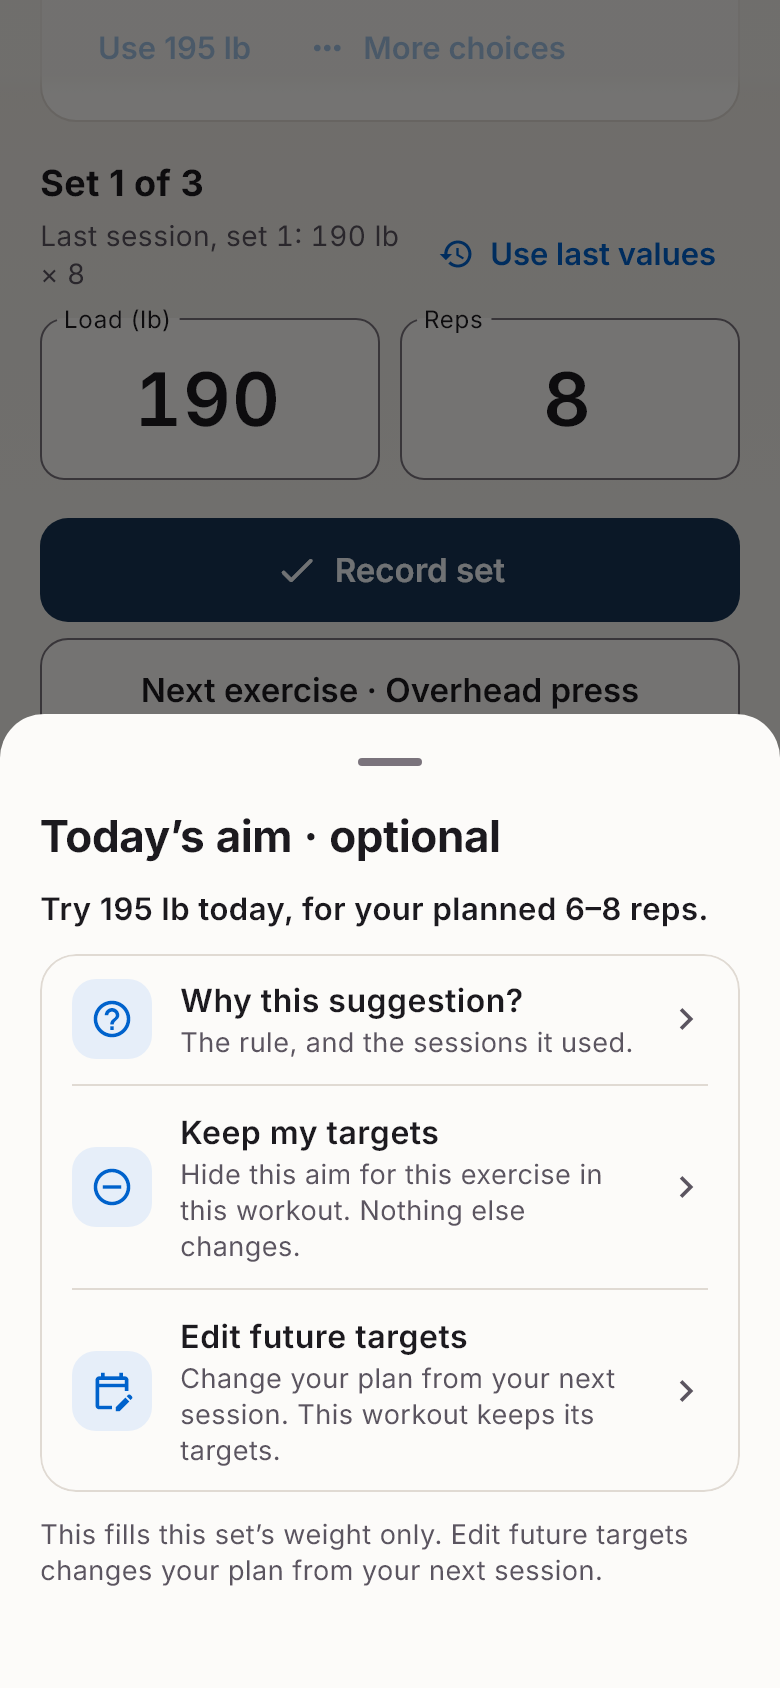 Use 195 lb
••• More choices
Set 1 of 3
Last session, set 1: 190 lb
× 8
Use last values
Load (lb)
Reps
190
8
Record set
Next exercise · Overhead press
Today’s aim · optional
Try 195 lb today, for your planned 6–8 reps.
Why this suggestion?
The rule, and the sessions it used.
Keep my targets
Hide this aim for this exercise in
this workout. Nothing else
changes.
Edit future targets
Change your plan from your next
session. This workout keeps its
targets.
This fills this set’s weight only. Edit future targets
changes your plan from your next session.